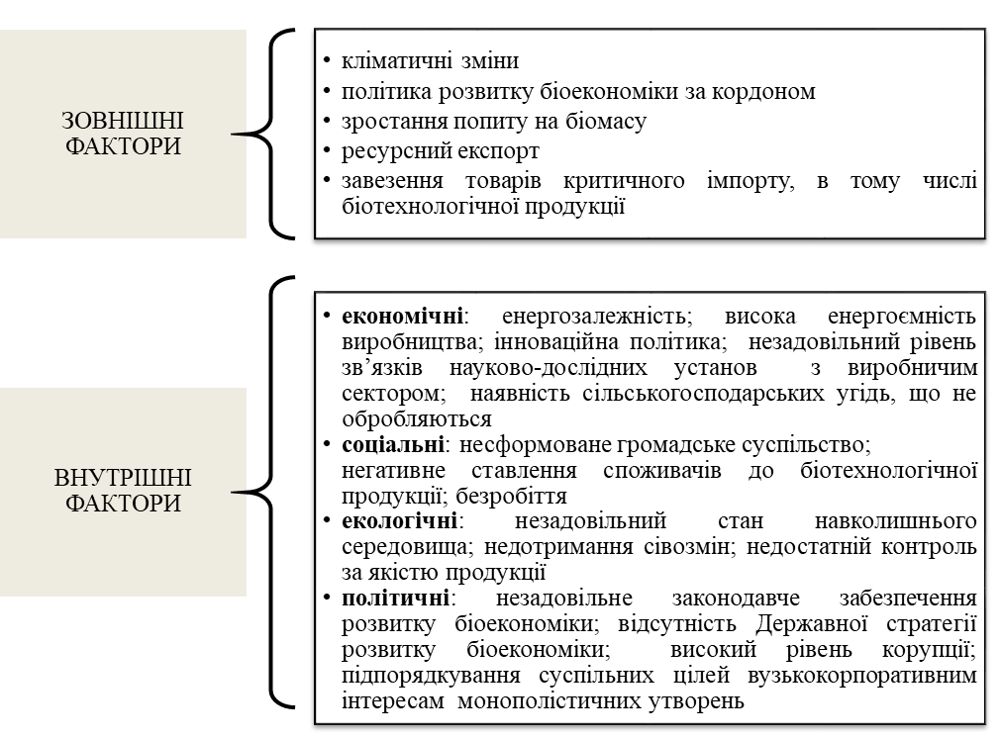 ЗОВНІШНІ
ФАКТОРИ
• кліматичні зміни
• політика розвитку біоекономіки за кордоном
• зростання попиту на біомасу
• ресурсний експорт
• завезення товарів критичного імпорту, в тому числі
біотехнологічної продукції
ВНУТРІШНІ
ФАКТОРИ
• економічні: енергозалежність; висока енергоємність
виробництва; інноваційна політика; незадовільний рівень
зв’язків науково-дослідних установ з виробничим
сектором; наявність сільськогосподарських угідь, що не
обробляються
• соціальні: несформоване громадське суспільство;
негативне ставлення споживачів до біотехнологічної
продукції; безробіття
• екологічні: незадовільний стан навколишнього
середовища; недотримання сівозмін; недостатній контроль
за якістю продукції
• політичні: незадовільне законодавче забезпечення
розвитку біоекономіки; відсутність Державної стратегії
розвитку біоекономіки; високий рівень корупції;
підпорядкування суспільних цілей вузькокорпоративним
інтересам монополістичних утворень